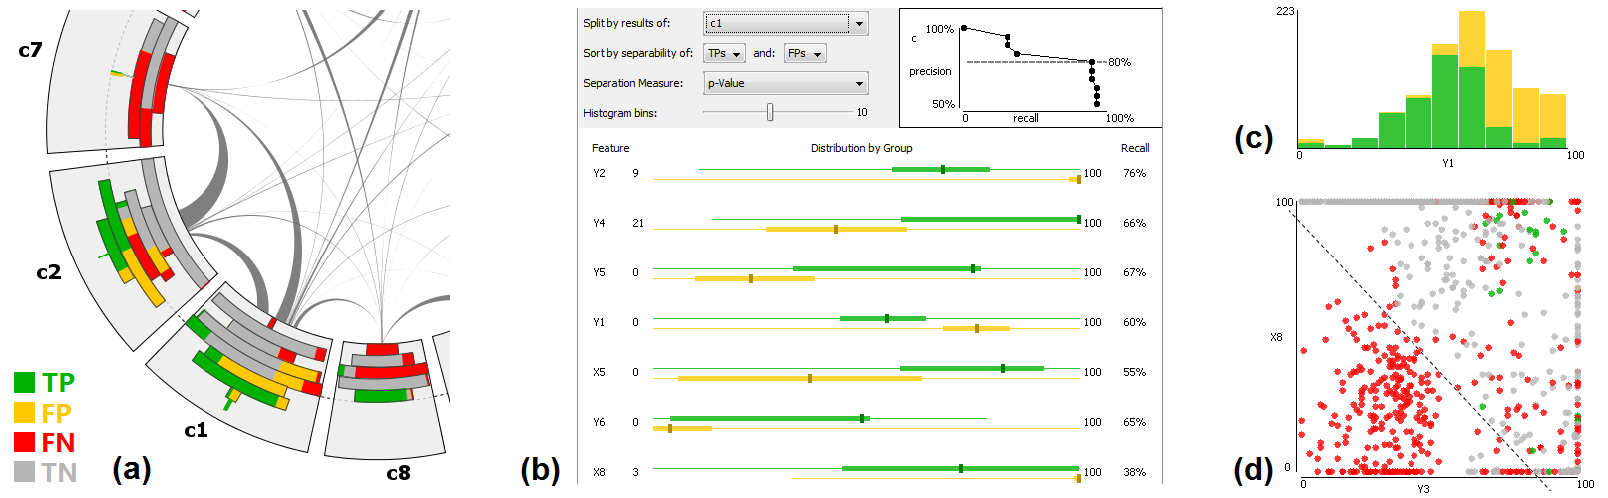 c7
c2
c1
c8
TP
FP
FN
TN
(a)
Split by results of: c1
Sort by separability of: TPs and: FPs
Separation Measure: p-Value
Histogram bins: 10
c 100%
precision 80%
50%
0 recall 100%
Feature Distribution by Group Recall
Y2 9 100 76%
Y4 21 100 66%
Y5 0 100 67%
Y1 0 100 60%
X5 0 100 55%
Y6 0 100 65%
X8 3 100 38%
(b)
223
0 Y1 100
(c)
100
X8
0
0 Y3 100
(d)